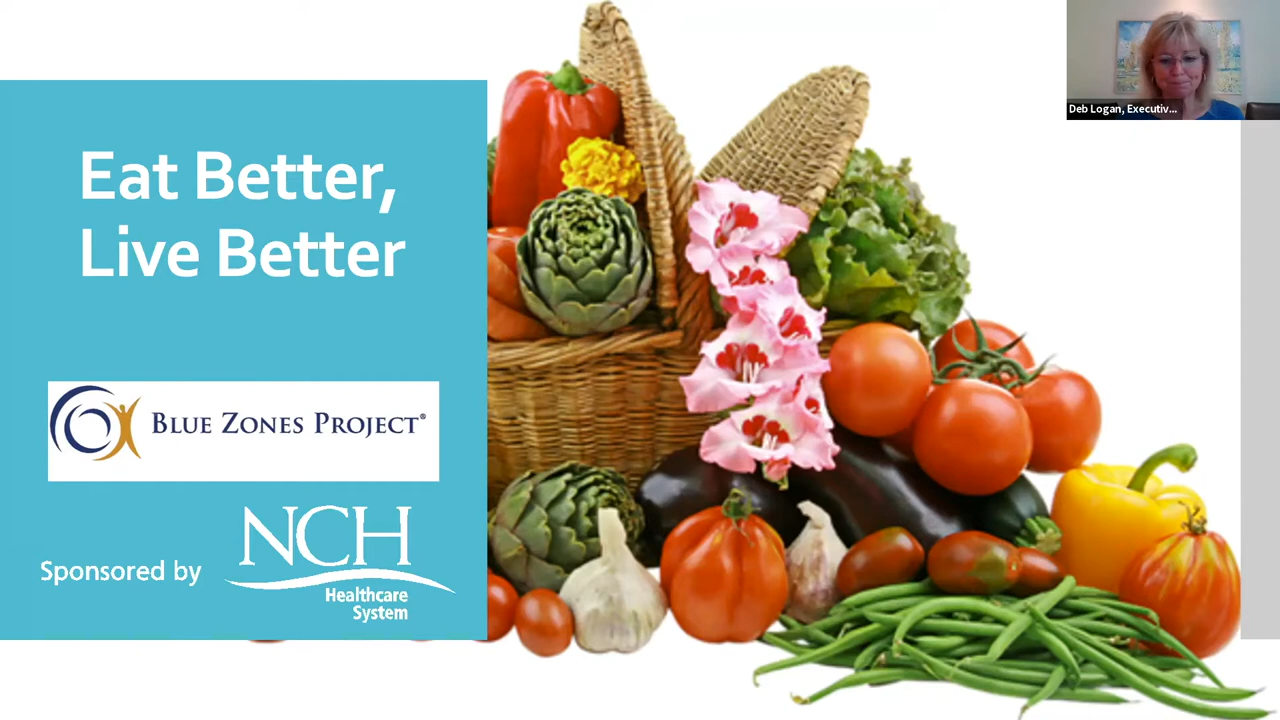 Deb Logan, Executiv...
Eat Better,
Live Better
BLUE ZONES PROJECT®
Sponsored by
NCH
Healthcare
System